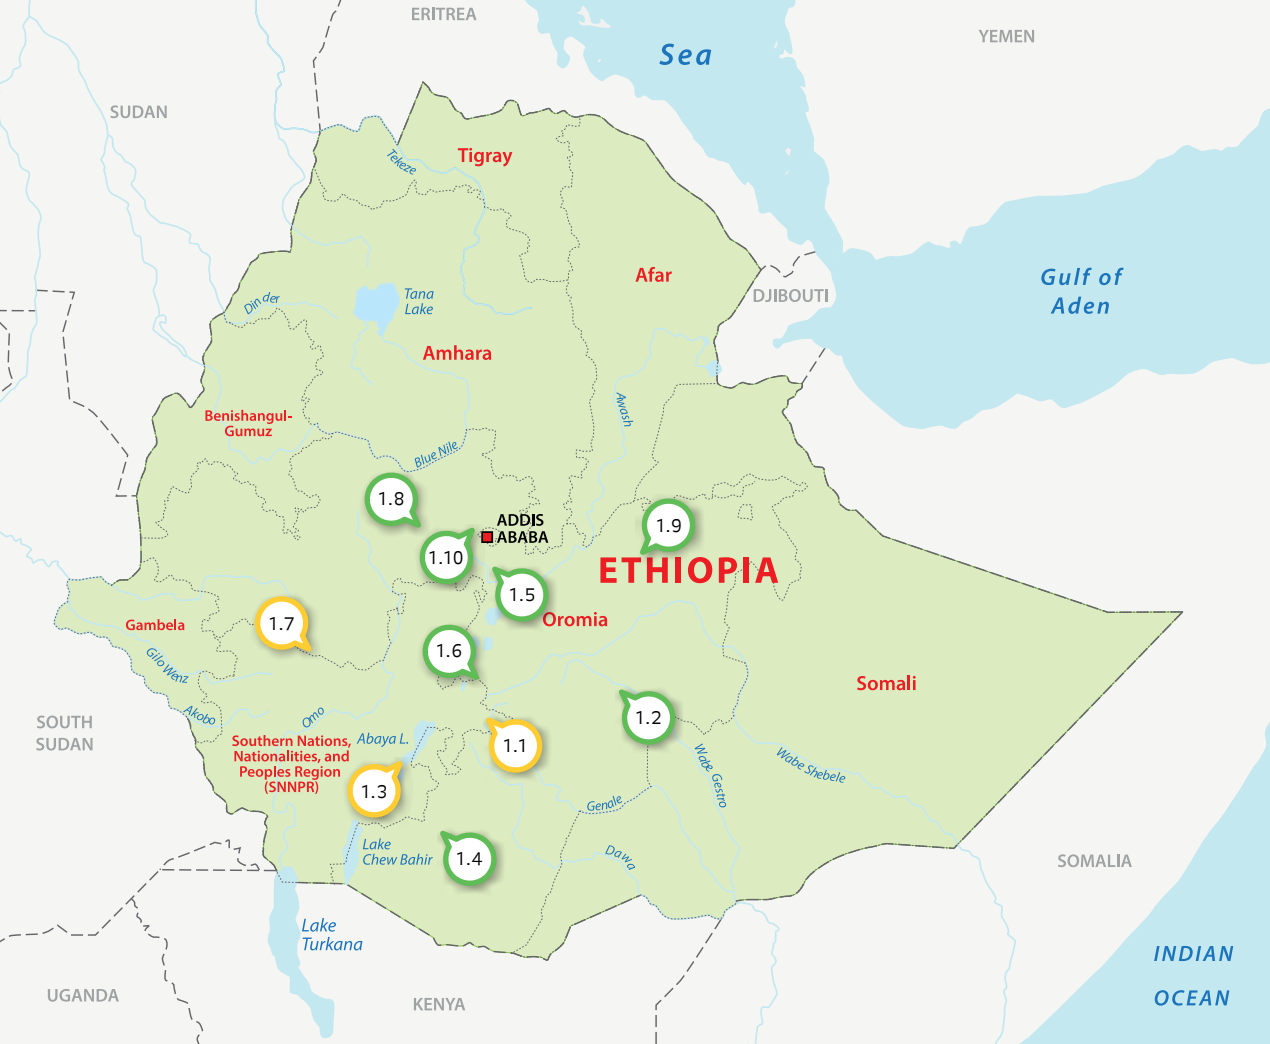 ERITREA
Sea
YEMEN
SUDAN
Tigray
Tekeze
Afar
Gulf of
Aden
DJIBOUTI
Dinder
Tana
Lake
Amhara
Benishangul-
Gumuz
Awash
Blue Nile
1.8
ADDIS
ABABA
1.9
1.10
ETHIOPIA
1.5
Oromia
1.7
Gambela
1.6
Gilo Wenz
Somali
Akobo
Omo
1.2
SOUTH
SUDAN
Southern Nations,
Nationalities, and
Peoples Region
(SNNPR)
Abaya L.
1.1
Wabe Gestro
Wabe Shebele
1.3
Genale
Lake
Chew Bahir
1.4
Dawa
SOMALIA
Lake
Turkana
INDIAN
OCEAN
UGANDA
KENYA